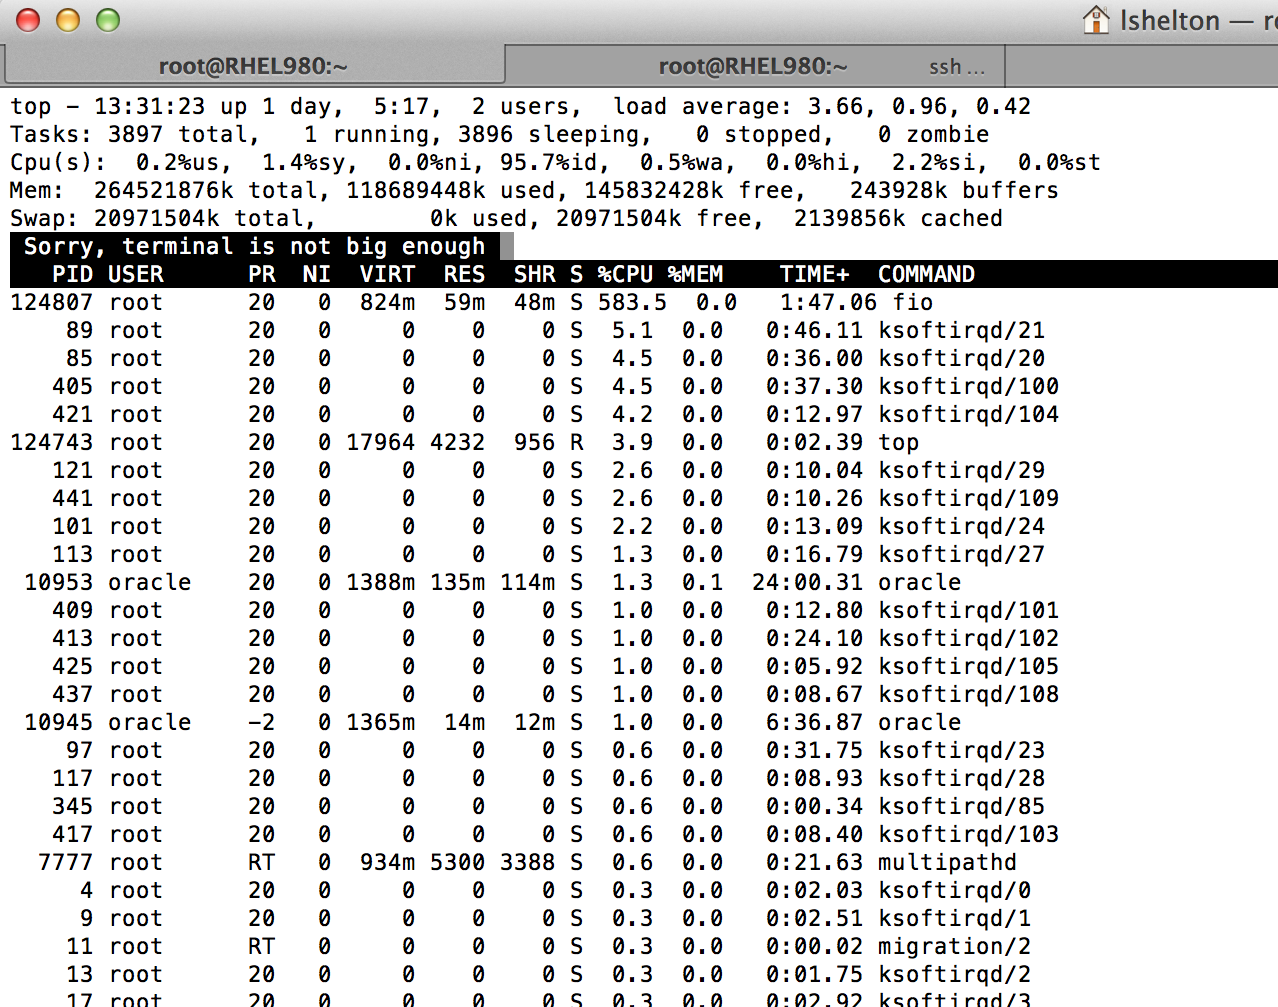 lshelton — r
root@RHEL980:~ root@RHEL980:~ ssh ...
top - 13:31:23 up 1 day,  5:17,  2 users,  load average: 3.66, 0.96, 0.42
Tasks: 3897 total,   1 running, 3896 sleeping,   0 stopped,   0 zombie
Cpu(s):  0.2%us,  1.4%sy,  0.0%ni, 95.7%id,  0.5%wa,  0.0%hi,  2.2%si,  0.0%st
Mem:  264521876k total, 118689448k used, 145832428k free,   243928k buffers
Swap: 20971504k total,        0k used, 20971504k free,  2139856k cached
Sorry, terminal is not big enough
PID USER      PR  NI  VIRT  RES  SHR S %CPU %MEM    TIME+  COMMAND
124807 root      20   0  824m  59m  48m S 583.5  0.0   1:47.06 fio
89 root      20   0     0    0    0 S  5.1  0.0   0:46.11 ksoftirqd/21
85 root      20   0     0    0    0 S  4.5  0.0   0:36.00 ksoftirqd/20
405 root      20   0     0    0    0 S  4.5  0.0   0:37.30 ksoftirqd/100
421 root      20   0     0    0    0 S  4.2  0.0   0:12.97 ksoftirqd/104
124743 root      20   0 17964 4232  956 R  3.9  0.0   0:02.39 top
121 root      20   0     0    0    0 S  2.6  0.0   0:10.04 ksoftirqd/29
441 root      20   0     0    0    0 S  2.6  0.0   0:10.26 ksoftirqd/109
101 root      20   0     0    0    0 S  2.2  0.0   0:13.09 ksoftirqd/24
113 root      20   0     0    0    0 S  1.3  0.0   0:16.79 ksoftirqd/27
10953 oracle    20   0 1388m 135m 114m S  1.3  0.1  24:00.31 oracle
409 root      20   0     0    0    0 S  1.0  0.0   0:12.80 ksoftirqd/101
413 root      20   0     0    0    0 S  1.0  0.0   0:24.10 ksoftirqd/102
425 root      20   0     0    0    0 S  1.0  0.0   0:05.92 ksoftirqd/105
437 root      20   0     0    0    0 S  1.0  0.0   0:08.67 ksoftirqd/108
10945 oracle    -2   0 1365m  14m  12m S  1.0  0.0   6:36.87 oracle
97 root      20   0     0    0    0 S  0.6  0.0   0:31.75 ksoftirqd/23
117 root      20   0     0    0    0 S  0.6  0.0   0:08.93 ksoftirqd/28
345 root      20   0     0    0    0 S  0.6  0.0   0:00.34 ksoftirqd/85
417 root      20   0     0    0    0 S  0.6  0.0   0:08.40 ksoftirqd/103
7777 root      RT   0  934m 5300 3388 S  0.6  0.0   0:21.63 multipathd
4 root      20   0     0    0    0 S  0.3  0.0   0:02.03 ksoftirqd/0
9 root      20   0     0    0    0 S  0.3  0.0   0:02.51 ksoftirqd/1
11 root      RT   0     0    0    0 S  0.3  0.0   0:00.02 migration/2
13 root      20   0     0    0    0 S  0.3  0.0   0:01.75 ksoftirqd/2
17 root      20   0     0    0    0 S  0.3  0.0   0:02.92 ksoftirqd/3